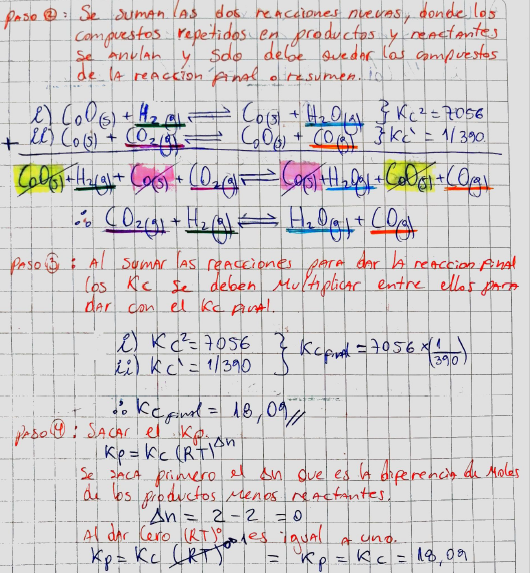 Paso ②: Se suman las dos reacciones nuevas, donde los
compuestos repetidos en productos y reactantes
se anulan y solo debe quedar los compuestos
de la reacción final o resumen.
i) CoO(s) + H₂(g) ⇌ Co(s) + H₂O(g) } Kc² = 7056
+ ii) Co(s) + CO₂(g) ⇌ CoO(s) + CO(g) } Kc' = 1/390
CoO(s) + H₂(g) + Co(s) + CO₂(g) ⇌ Co(s) + H₂O(g) + CoO(s) + CO(g)
∴ CO₂(g) + H₂(g) ⇌ H₂O(g) + CO(g)
Paso ③: Al sumar las reacciones para dar la reacción final
los Kc se deben multiplicar entre ellos para
dar con el Kc final.
i) Kc² = 7056
ii) Kc' = 1/390 } Kc final = 7056 × (1/390)
∴ Kc final = 18,09 //
Paso ④: Sacar el Kp.
Kp = Kc (RT)^Δn
Se saca primero el Δn que es la diferencia de moles
de los productos menos reactantes.
Δn = 2 - 2 = 0
Al dar cero (RT)⁰ es igual a uno.
Kp = Kc (RT)⁰ = Kp = Kc = 18,09